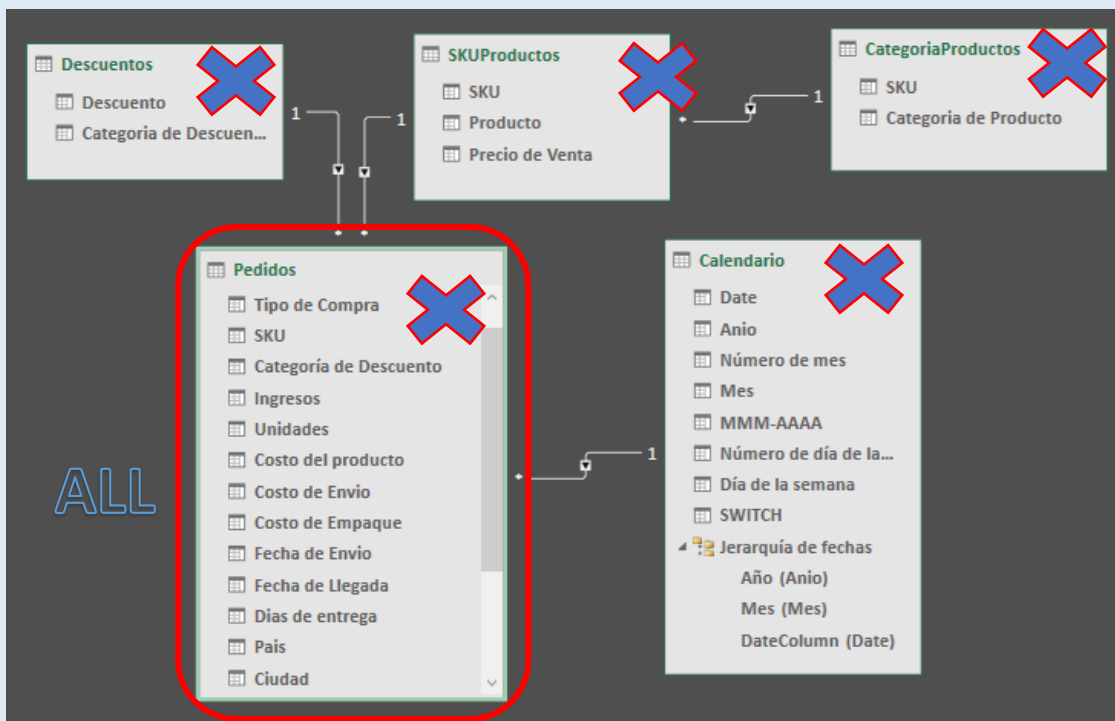 Descuentos
Descuento
Categoria de Descuen...
1
SKUProductos
SKU
Producto
Precio de Venta
1
*
CategoriaProductos
SKU
Categoria de Producto
1
* *
Pedidos
Tipo de Compra
SKU
Categoría de Descuento
Ingresos
Unidades
Costo del producto
Costo de Envio
Costo de Empaque
Fecha de Envio
Fecha de Llegada
Dias de entrega
Pais
Ciudad
ALL
*
1
Calendario
Date
Anio
Número de mes
Mes
MMM-AAAA
Número de día de la...
Día de la semana
SWITCH
Jerarquía de fechas
Año (Anio)
Mes (Mes)
DateColumn (Date)